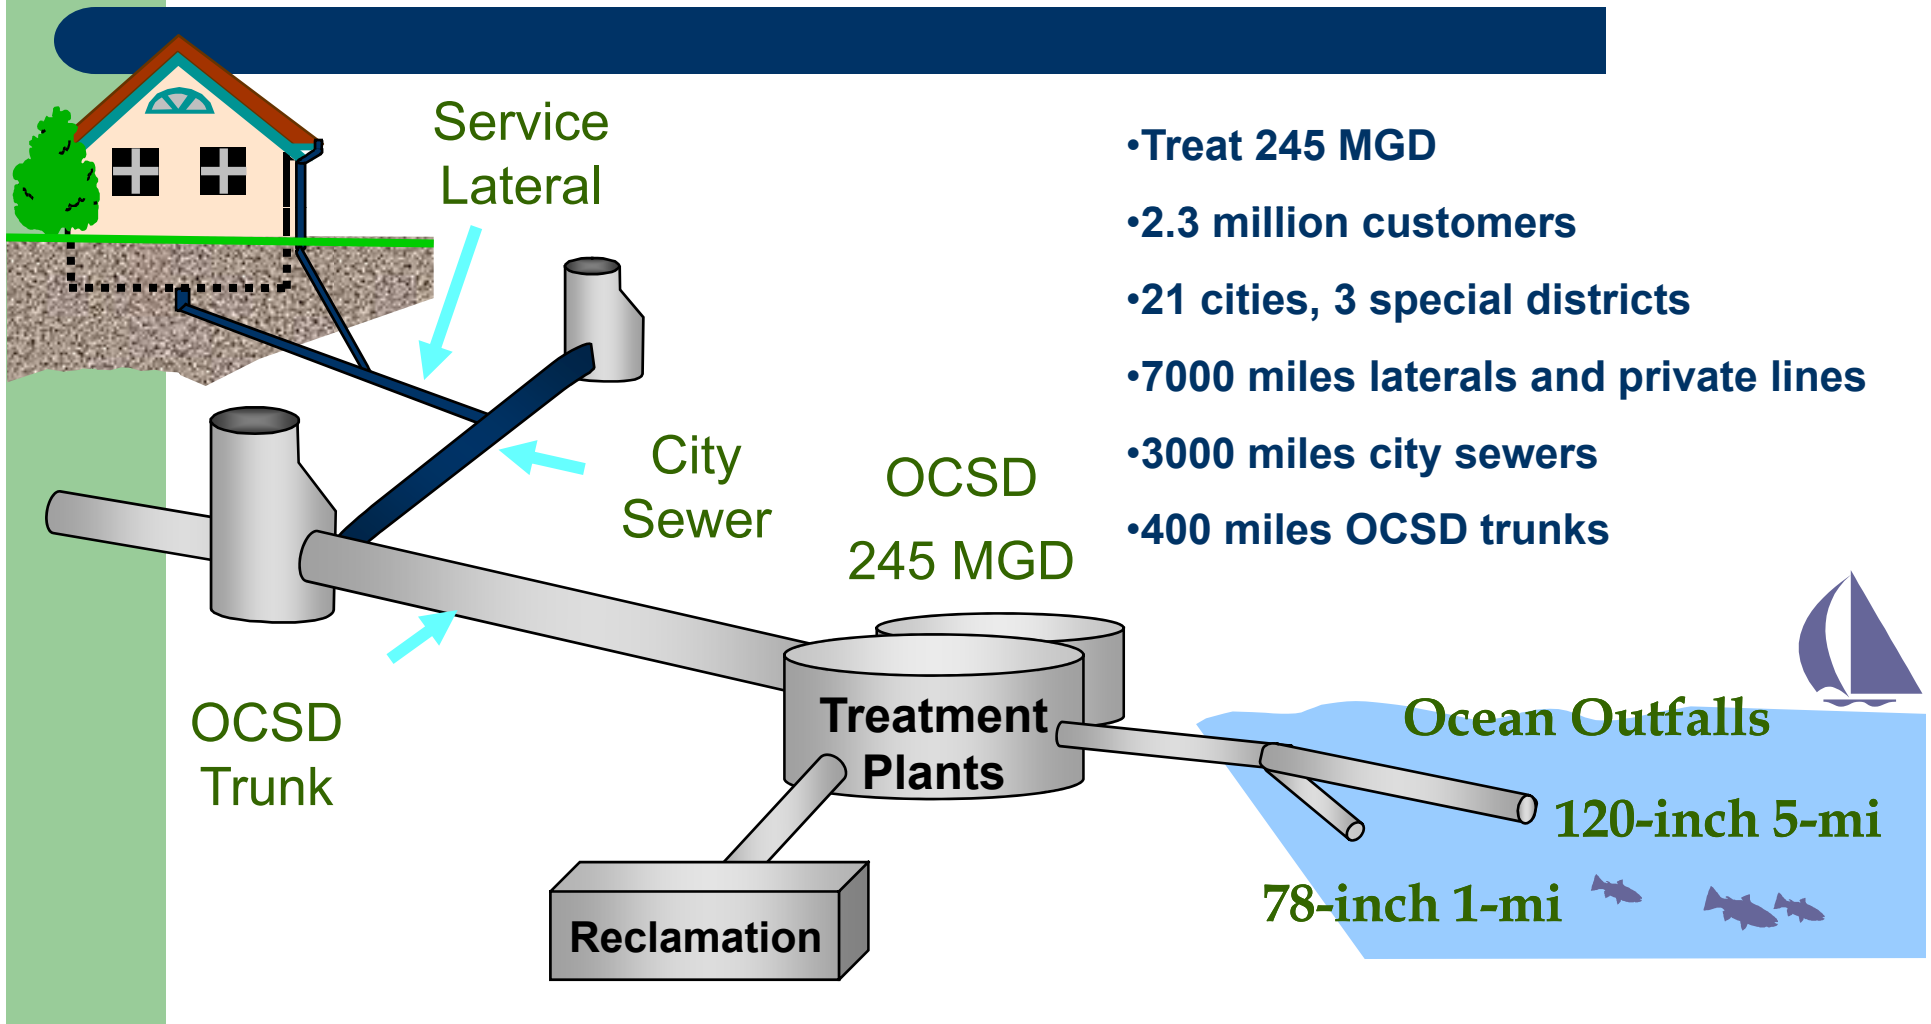 Service
Lateral
•Treat 245 MGD
•2.3 million customers
•21 cities, 3 special districts
•7000 miles laterals and private lines
•3000 miles city sewers
•400 miles OCSD trunks
City
Sewer
OCSD
245 MGD
OCSD
Trunk
Treatment
Plants
Reclamation
Ocean Outfalls
120-inch 5-mi
78-inch 1-mi